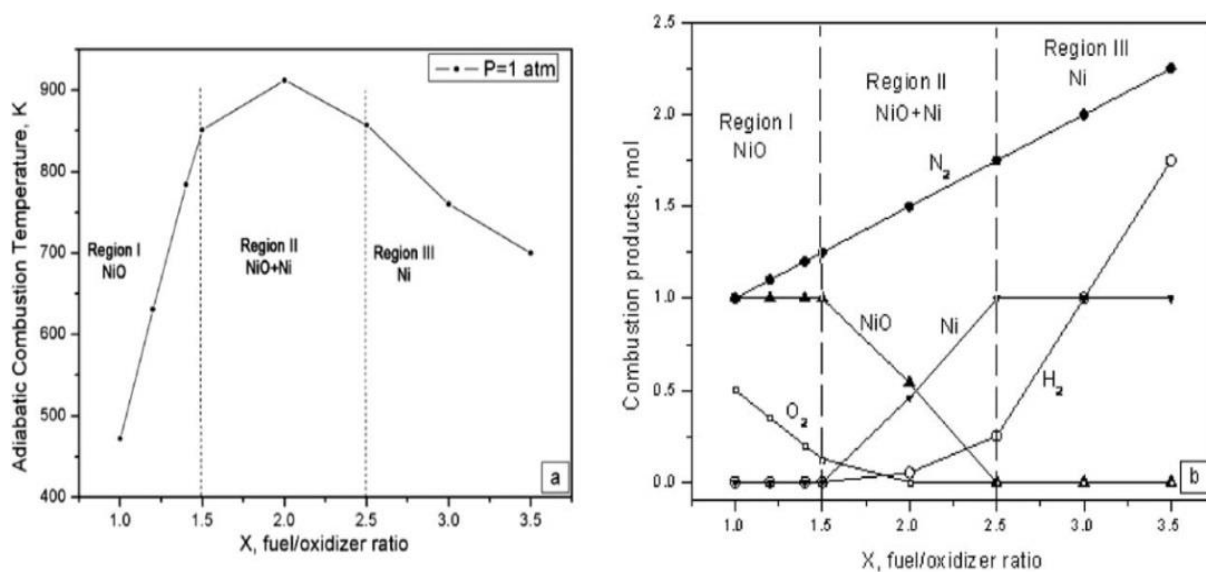 P=1 atm
Adiabatic Combustion Temperature, K
900
800
700
600
500
400
Region I
NiO
Region II
NiO+Ni
Region III
Ni
a
1.0
1.5
2.0
2.5
3.0
3.5
X, fuel/oxidizer ratio
Combustion products, mol
2.5
2.0
1.5
1.0
0.5
0.0
Region I
NiO
Region II
NiO+Ni
Region III
Ni
N2
NiO
Ni
H2
O2
b
1.0
1.5
2.0
2.5
3.0
3.5
X, fuel/oxidizer ratio